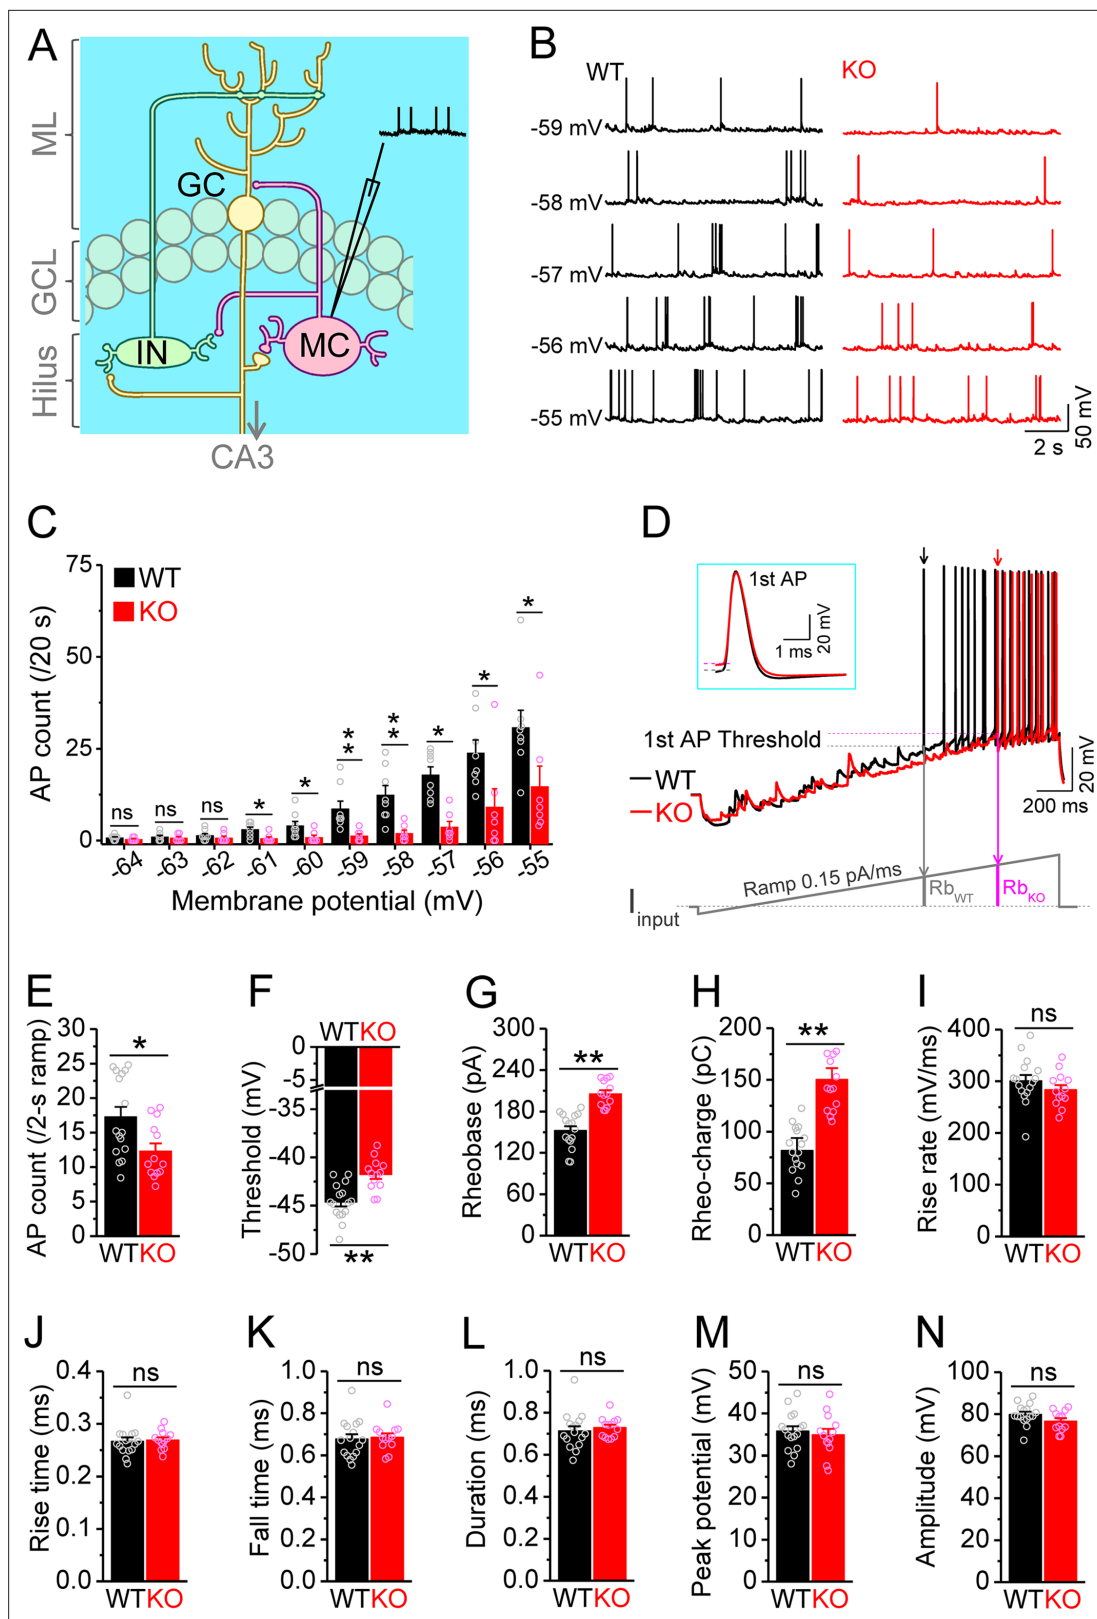 A
ML
GCL
Hilus
GC
IN
MC
CA3
B
WT
KO
-59 mV
-58 mV
-57 mV
-56 mV
-55 mV
50 mV
2 s
C
AP count (/20 s)
75
50
25
0
WT
KO
ns
ns
ns
*
*
**
**
*
*
*
-64
-63
-62
-61
-60
-59
-58
-57
-56
-55
Membrane potential (mV)
D
1st AP
20 mV
1 ms
1st AP Threshold
WT
KO
20 mV
200 ms
Ramp 0.15 pA/ms
RbWT
RbKO
Iinput
E
AP count (/2-s ramp)
30
25
20
15
10
5
0
*
WT KO
F
Threshold (mV)
WT KO
0
-5
-35
-40
-45
-50
**
G
Rheobase (pA)
300
240
180
120
60
0
**
WT KO
H
Rheo-charge (pC)
200
150
100
50
0
**
WT KO
I
Rise rate (mV/ms)
400
300
200
100
0
ns
WT KO
J
Rise time (ms)
0.4
0.3
0.2
0.1
0.0
ns
WT KO
K
Fall time (ms)
1.0
0.8
0.6
0.4
0.2
0.0
ns
WT KO
L
Duration (ms)
1.0
0.8
0.6
0.4
0.2
0.0
ns
WT KO
M
Peak potential (mV)
50
40
30
20
10
0
ns
WT KO
N
Amplitude (mV)
100
80
60
40
20
0
ns
WT KO